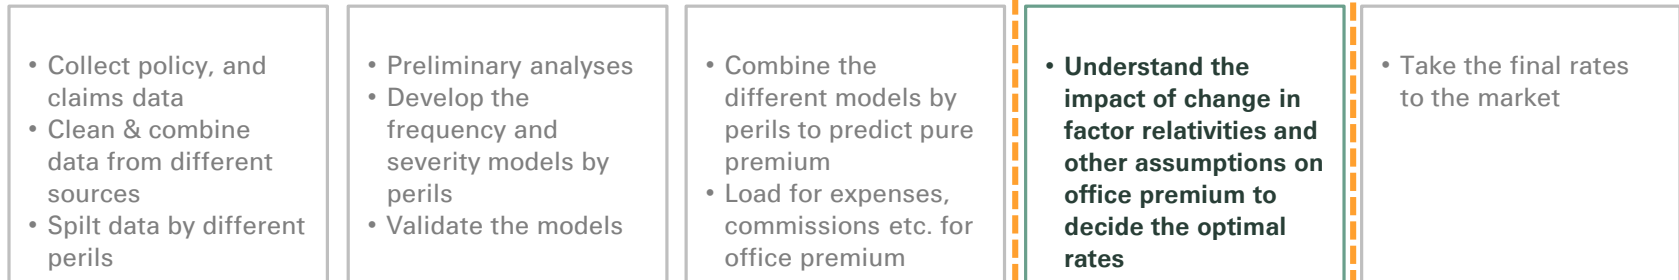 • Collect policy, and
claims data
• Clean & combine
data from different
sources
• Spilt data by different
perils
• Preliminary analyses
• Develop the
frequency and
severity models by
perils
• Validate the models
• Combine the
different models by
perils to predict pure
premium
• Load for expenses,
commissions etc. for
office premium
• Understand the
impact of change in
factor relativities and
other assumptions on
office premium to
decide the optimal
rates
• Take the final rates
to the market